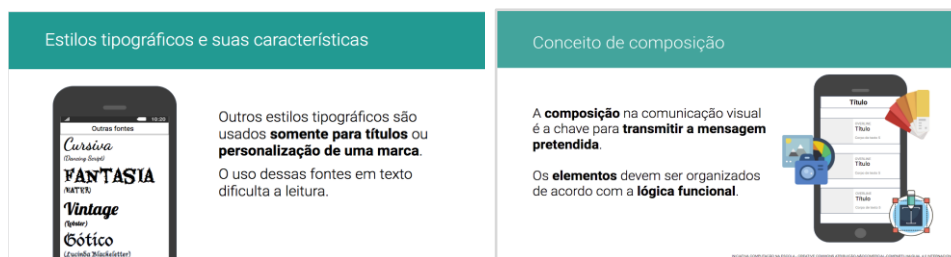 Estilos tipográficos e suas características
10:20
Outras fontes
Cursiva
(Dancing Script)
FANTASIA
(MATKR)
Vintage
(Lobster)
Gótico
(Lucinda Blackeletter)
Outros estilos tipográficos são
usados somente para títulos ou
personalização de uma marca.
O uso dessas fontes em texto
dificulta a leitura.
Conceito de composição
A composição na comunicação visual
é a chave para transmitir a mensagem
pretendida.
Os elementos devem ser organizados
de acordo com a lógica funcional.
Título
Título
Título
Título